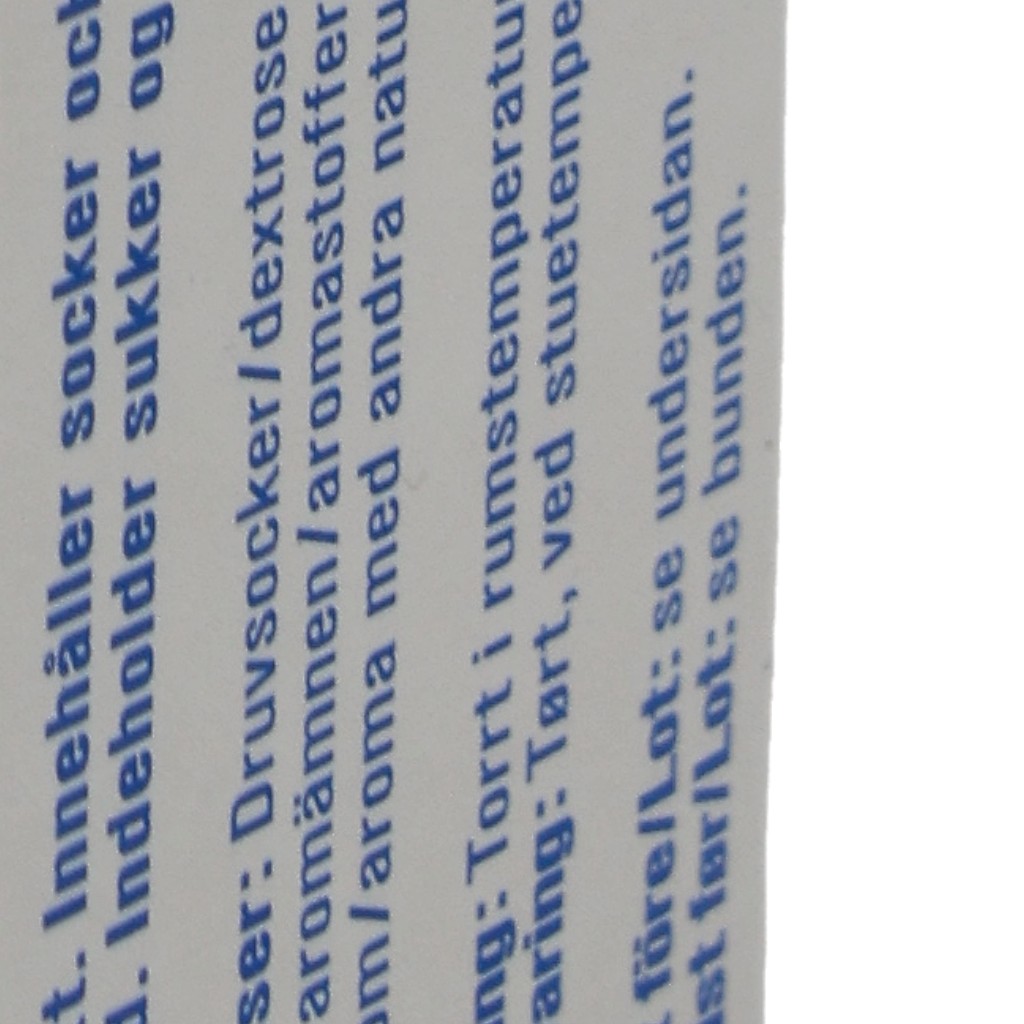 t. Innehåller socker och
d. Indeholder sukker og
ser: Druvsocker/dextrose
aromämnen/aromastoffer
om/aroma med andra natu
ng: Torrt i rumstemperatu
aring: Tørt, ved stuetempe
före/Lot: se undersidan.
st før/Lot: se bunden.